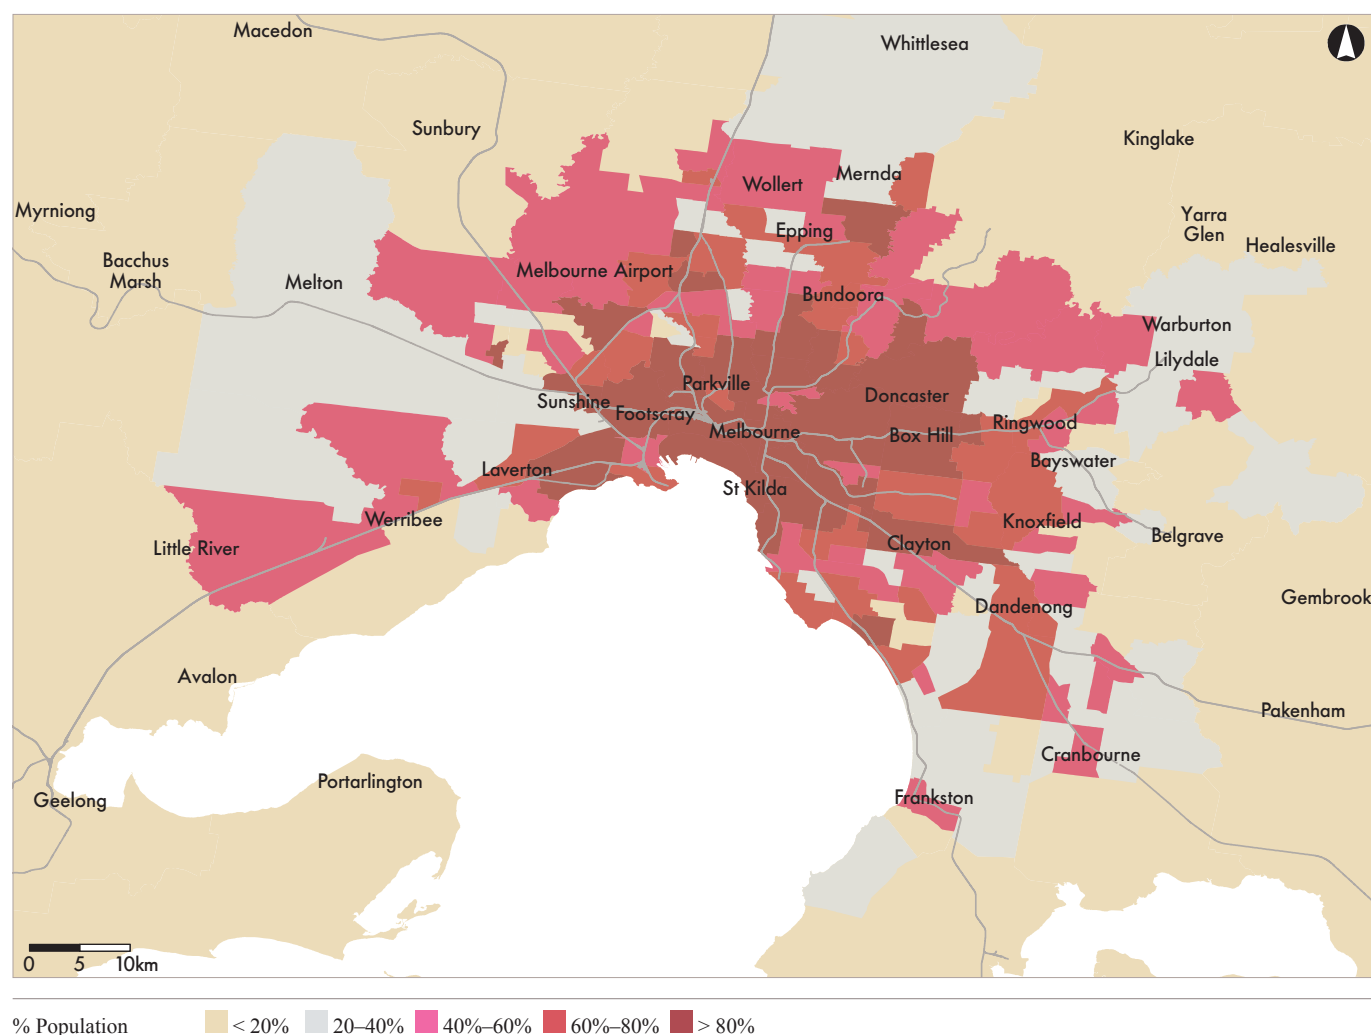 Macedon
Whittlesea
Sunbury
Kinglake
Mernda
Wollert
Myrniong
Yarra
Glen
Epping
Healesville
Bacchus
Marsh
Melbourne Airport
Melton
Bundoora
Warburton
Lilydale
Parkville
Doncaster
Sunshine
Footscray
Ringwood
Melbourne
Box Hill
Bayswater
Laverton
St Kilda
Werribee
Knoxfield
Belgrave
Little River
Clayton
Gembrook
Dandenong
Avalon
Pakenham
Cranbourne
Portarlington
Geelong
Frankston
0 5 10km
% Population < 20% 20–40% 40%–60% 60%–80% > 80%